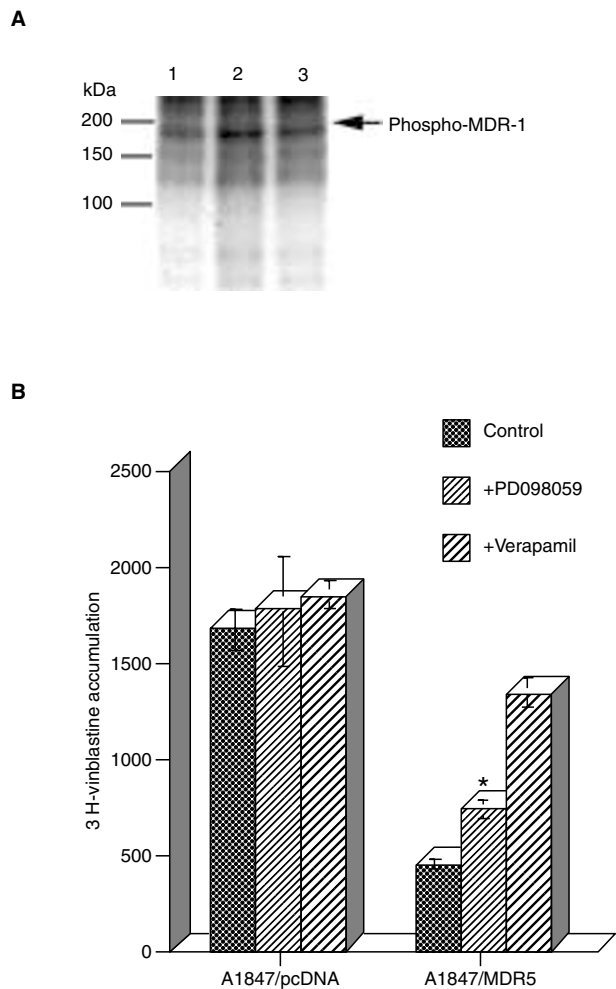 A
1 2 3
kDa
200
Phospho-MDR-1
150
100
B
Control
+PD098059
+Verapamil
2500
2000
1500
1000
500
0
3 H-vinblastine accumulation
*
A1847/pcDNA
A1847/MDR5